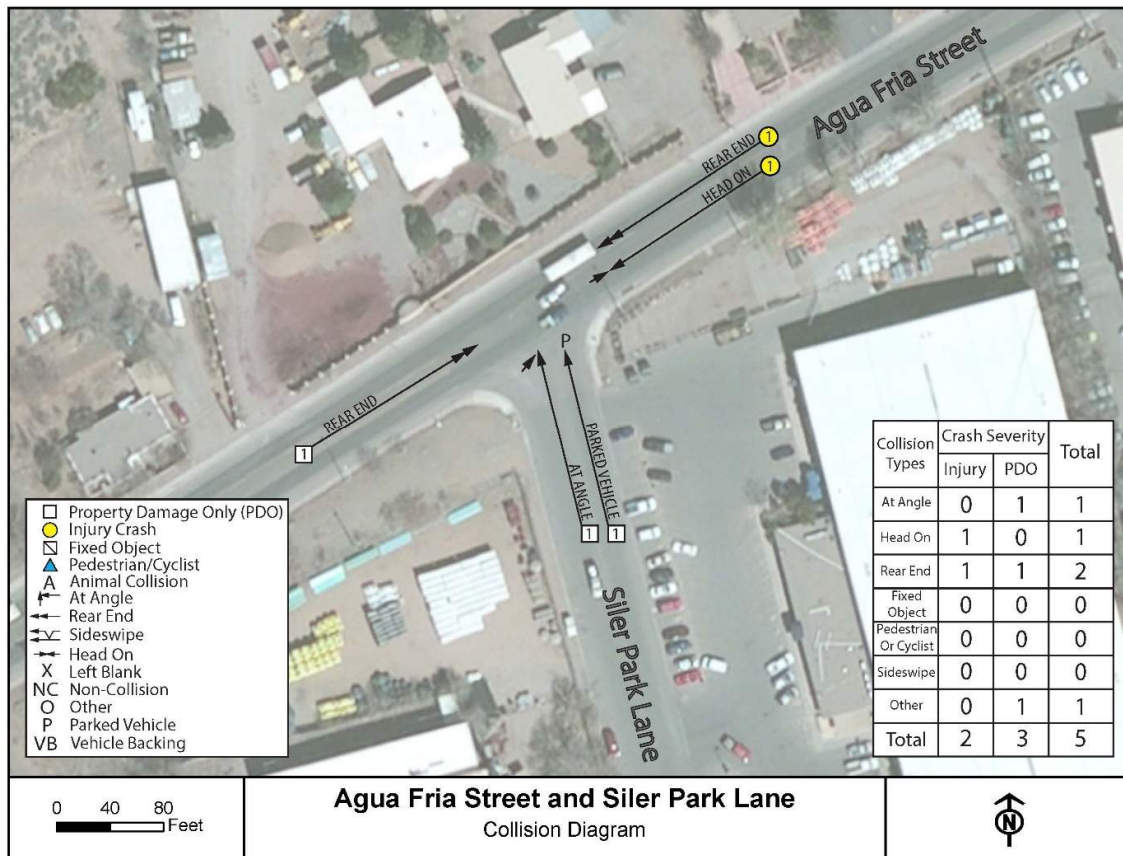 Agua Fria Street
REAR END
1
HEAD ON
1
P
REAR END
1
AT ANGLE
1
PARKED VEHICLE
1
Siler Park Lane
Property Damage Only (PDO)
1 Injury Crash
Fixed Object
Pedestrian/Cyclist
A Animal Collision
At Angle
Rear End
Sideswipe
Head On
X Left Blank
NC Non-Collision
O Other
P Parked Vehicle
VB Vehicle Backing
Collision Types Crash Severity Total
Injury PDO
At Angle 0 1 1
Head On 1 0 1
Rear End 1 1 2
Fixed Object 0 0 0
Pedestrian Or Cyclist 0 0 0
Sideswipe 0 0 0
Other 0 1 1
Total 2 3 5
0 40 80
Feet
Agua Fria Street and Siler Park Lane
Collision Diagram
N